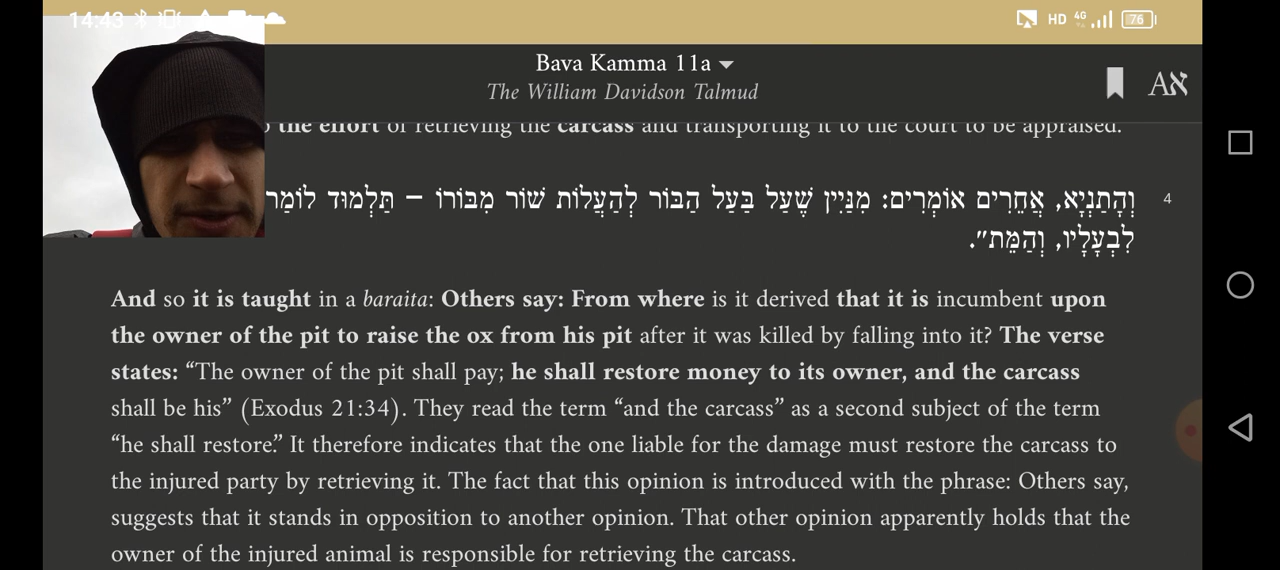 14:43
HD 4G 76
Bava Kamma 11a
The William Davidson Talmud
the effort of retrieving the carcass and transporting it to the court to be appraised.
4
וְהָתַנְיָא, אֲחֵרִים אוֹמְרִים: מִנַּיִין שֶׁעַל בַּעַל הַבּוֹר לְהַעֲלוֹת שׁוֹר מִבּוֹרוֹ – תַּלְמוּד לוֹמַר
לִבְעָלָיו, וְהַמֵּת״.
And so it is taught in a baraita: Others say: From where is it derived that it is incumbent upon
the owner of the pit to raise the ox from his pit after it was killed by falling into it? The verse
states: “The owner of the pit shall pay; he shall restore money to its owner, and the carcass
shall be his” (Exodus 21:34). They read the term “and the carcass” as a second subject of the term
“he shall restore.” It therefore indicates that the one liable for the damage must restore the carcass to
the injured party by retrieving it. The fact that this opinion is introduced with the phrase: Others say,
suggests that it stands in opposition to another opinion. That other opinion apparently holds that the
owner of the injured animal is responsible for retrieving the carcass.